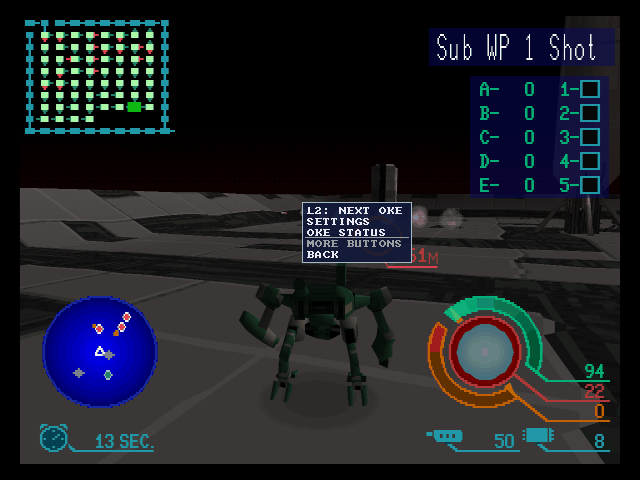 Sub WP 1 Shot
A- 0 1-
B- 0 2-
C- 0 3-
D- 0 4-
E- 0 5-
L2: NEXT OKE
SETTINGS
OKE STATUS
MORE BUTTONS
BACK
51M
94
22
0
13 SEC.
50
8